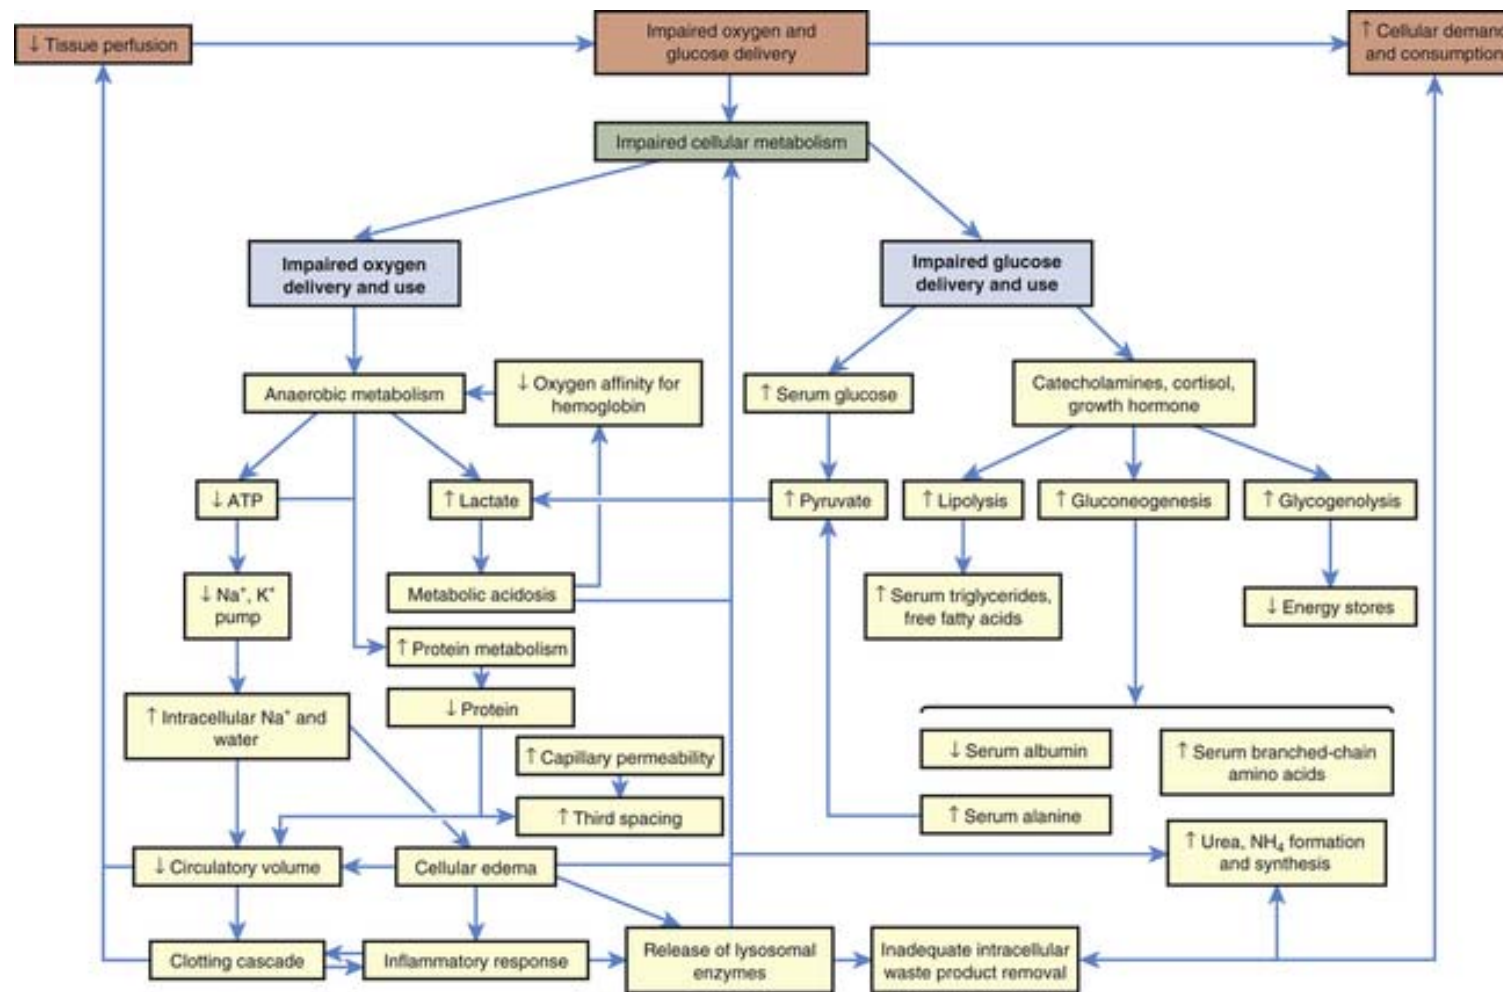 ↓ Tissue perfusion
Impaired oxygen and
glucose delivery
↑ Cellular demand
and consumption
Impaired cellular metabolism
Impaired oxygen
delivery and use
Impaired glucose
delivery and use
Anaerobic metabolism
↓ Oxygen affinity for
hemoglobin
↑ Serum glucose
Catecholamines, cortisol,
growth hormone
↓ ATP
↑ Lactate
↑ Pyruvate
↑ Lipolysis
↑ Gluconeogenesis
↑ Glycogenolysis
↓ Na⁺, K⁺
pump
Metabolic acidosis
↑ Serum triglycerides,
free fatty acids
↓ Energy stores
↑ Protein metabolism
↓ Protein
↑ Intracellular Na⁺ and
water
↑ Capillary permeability
↑ Third spacing
↓ Serum albumin
↑ Serum branched-chain
amino acids
↑ Serum alanine
↓ Circulatory volume
Cellular edema
↑ Urea, NH₄ formation
and synthesis
Clotting cascade
Inflammatory response
Release of lysosomal
enzymes
Inadequate intracellular
waste product removal